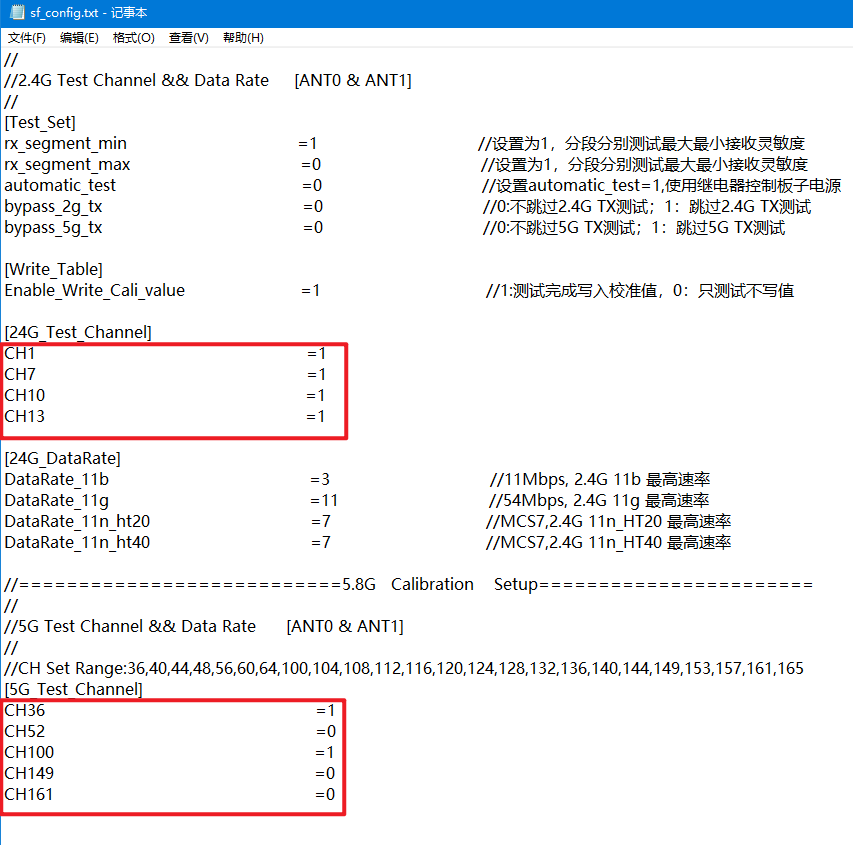 sf_config.txt - 记事本
文件(F) 编辑(E) 格式(O) 查看(V) 帮助(H)
//
//2.4G Test Channel && Data Rate [ANT0 & ANT1]
//
[Test_Set]
rx_segment_min =1 //设置为1，分段分别测试最大最小接收灵敏度
rx_segment_max =0 //设置为1，分段分别测试最大最小接收灵敏度
automatic_test =0 //设置automatic_test=1,使用继电器控制板子电源
bypass_2g_tx =0 //0:不跳过2.4G TX测试；1：跳过2.4G TX测试
bypass_5g_tx =0 //0:不跳过5G TX测试；1：跳过5G TX测试
[Write_Table]
Enable_Write_Cali_value =1 //1:测试完成写入校准值，0：只测试不写值
[24G_Test_Channel]
CH1 =1
CH7 =1
CH10 =1
CH13 =1
[24G_DataRate]
DataRate_11b =3 //11Mbps, 2.4G 11b 最高速率
DataRate_11g =11 //54Mbps, 2.4G 11g 最高速率
DataRate_11n_ht20 =7 //MCS7,2.4G 11n_HT20 最高速率
DataRate_11n_ht40 =7 //MCS7,2.4G 11n_HT40 最高速率
//===========================5.8G Calibration Setup=======================
//
//5G Test Channel && Data Rate [ANT0 & ANT1]
//
//CH Set Range:36,40,44,48,56,60,64,100,104,108,112,116,120,124,128,132,136,140,144,149,153,157,161,165
[5G_Test_Channel]
CH36 =1
CH52 =0
CH100 =1
CH149 =0
CH161 =0